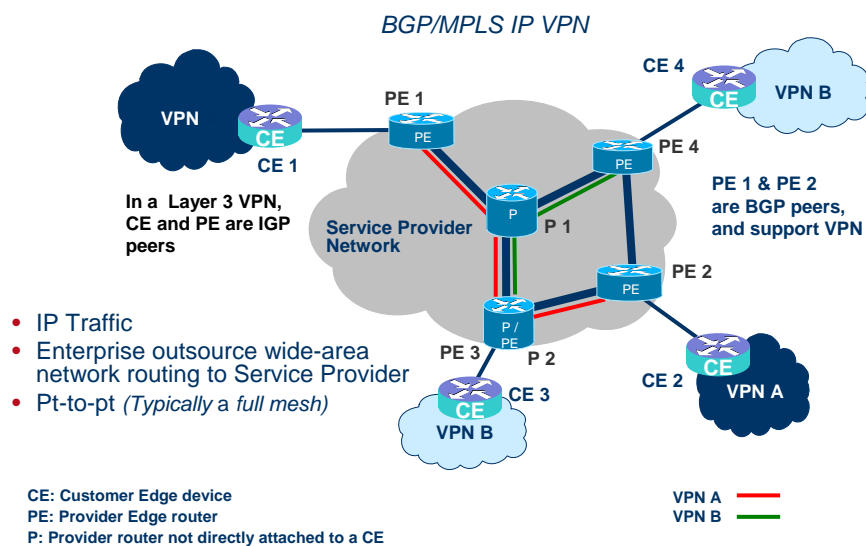 BGP/MPLS IP VPN
CE 4
VPN B
CE
PE 1
VPN
CE
PE
CE 1
PE
PE 4
In a Layer 3 VPN,
CE and PE are IGP
peers
P
P 1
Service Provider
Network
PE 1 & PE 2
are BGP peers,
and support VPN
PE 2
PE
• IP Traffic
• Enterprise outsource wide-area
network routing to Service Provider
• Pt-to-pt (Typically a full mesh)
P /
PE
PE 3
P 2
CE 3
CE
VPN B
CE 2
CE
VPN A
CE: Customer Edge device
PE: Provider Edge router
P: Provider router not directly attached to a CE
VPN A
VPN B